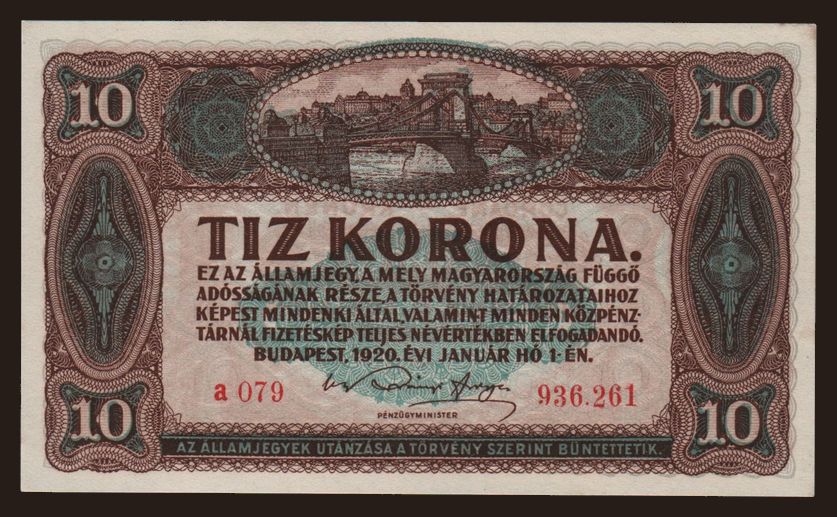 10 10
TIZ KORONA.
EZ AZ ÁLLAMJEGY, A MELY MAGYARORSZÁG FÜGGŐ
ADÓSSÁGÁNAK RÉSZE, A TÖRVÉNY HATÁROZATAIHOZ
KÉPEST MINDENKI ÁLTAL, VALAMINT MINDEN KÖZPÉNZ-
TÁRNÁL FIZETÉSKÉP TELJES NÉVÉRTÉKBEN ELFOGADANDÓ.
BUDAPEST, 1920. ÉVI JANUÁR HÓ 1-ÉN.
a 079 936.261
PÉNZÜGYMINISTER
10 10
AZ ÁLLAMJEGYEK UTÁNZÁSA A TÖRVÉNY SZERINT BÜNTETTETIK.